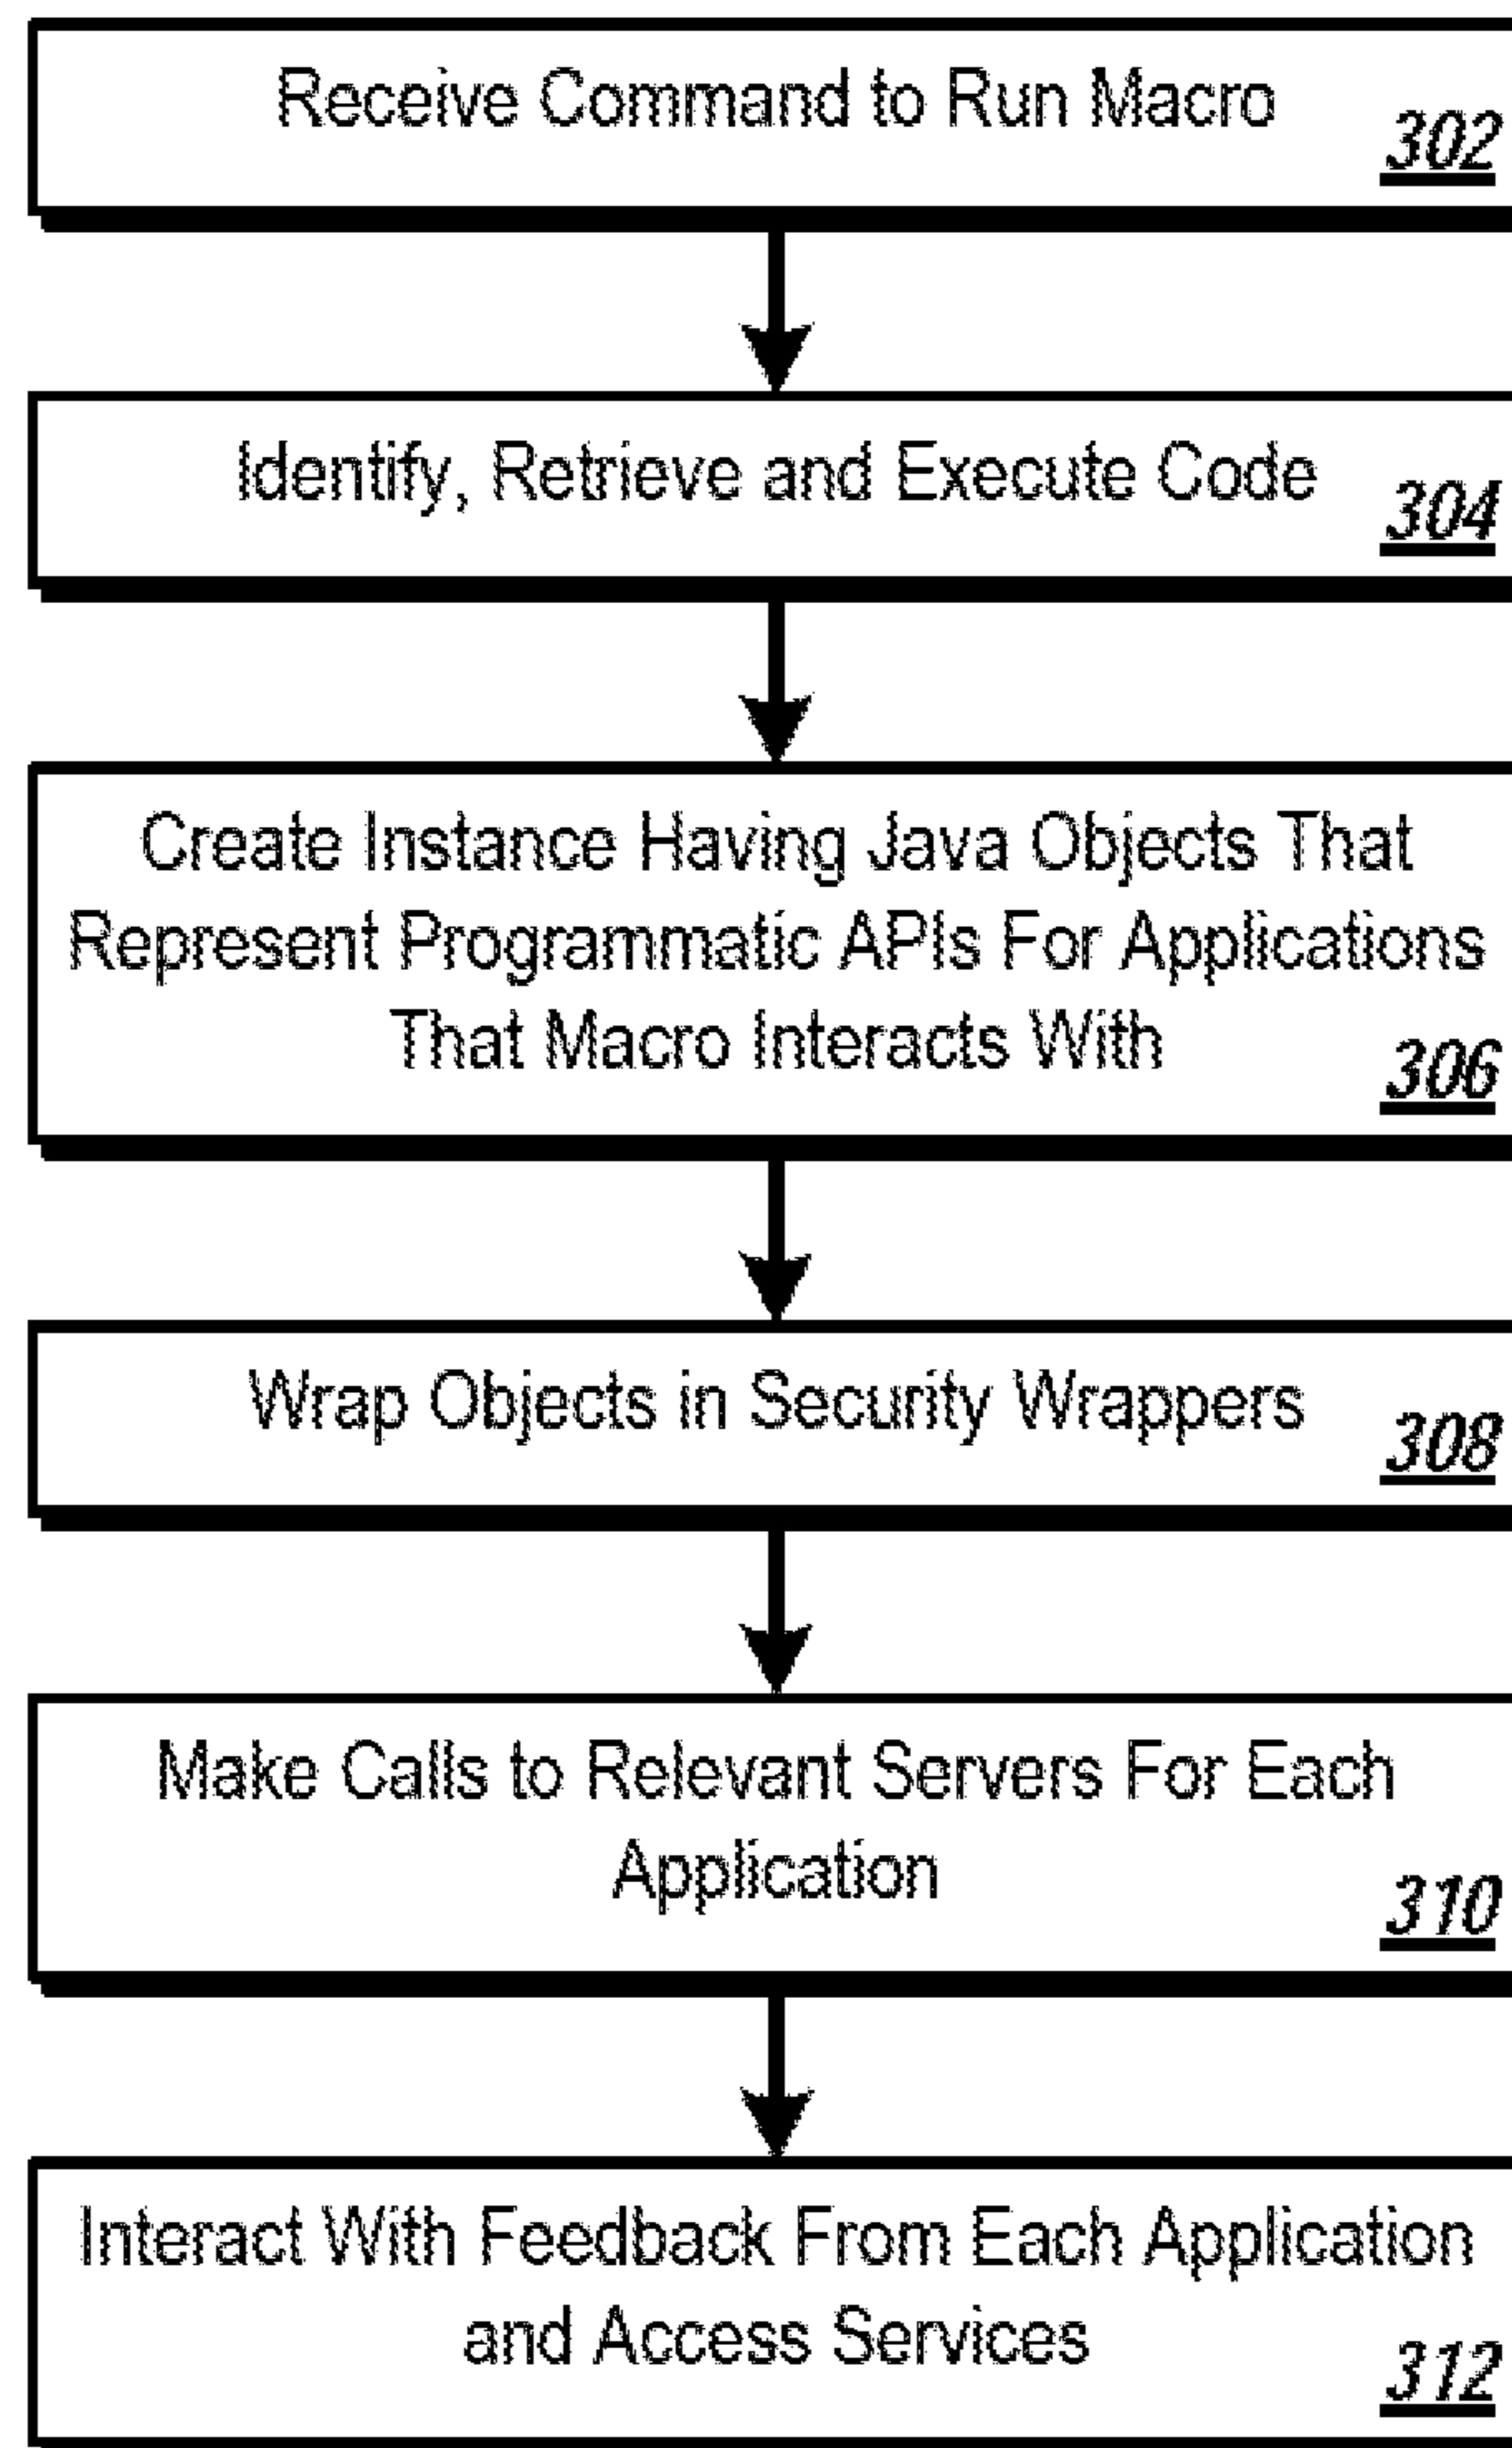 Receive Command to Run Macro
302
Identify, Retrieve and Execute Code
304
Create Instance Having Java Objects That
Represent Programmatic APIs For Applications
That Macro Interacts With
306
Wrap Objects in Security Wrappers
308
Make Calls to Relevant Servers For Each
Application
310
Interact With Feedback From Each Application
and Access Services
312